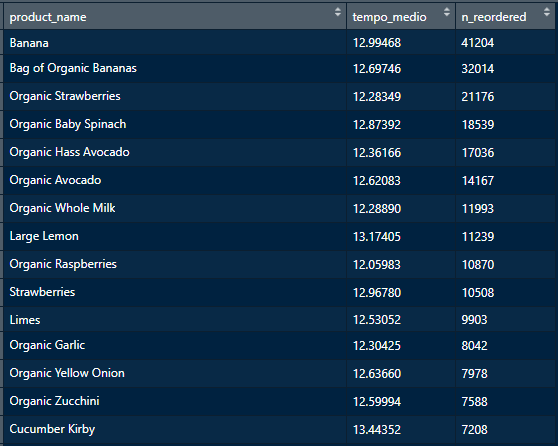 product_name tempo_medio n_reordered
Banana 12.99468 41204
Bag of Organic Bananas 12.69746 32014
Organic Strawberries 12.28349 21176
Organic Baby Spinach 12.87392 18539
Organic Hass Avocado 12.36166 17036
Organic Avocado 12.62083 14167
Organic Whole Milk 12.28890 11993
Large Lemon 13.17405 11239
Organic Raspberries 12.05983 10870
Strawberries 12.96780 10508
Limes 12.53052 9903
Organic Garlic 12.30425 8042
Organic Yellow Onion 12.63660 7978
Organic Zucchini 12.59994 7588
Cucumber Kirby 13.44352 7208